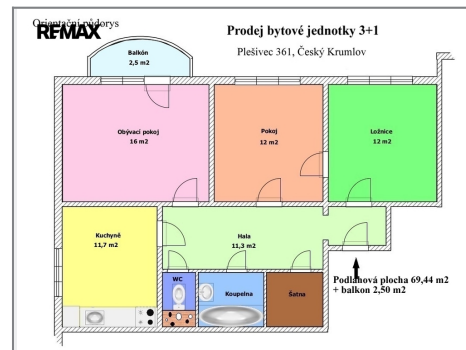 Orientační půdorys
RE/MAX
Prodej bytové jednotky 3+1
Plešivec 361, Český Krumlov
Balkón
2,5 m2
Obývací pokoj
16 m2
Pokoj
12 m2
Ložnice
12 m2
Kuchyně
11,7 m2
Hala
11,3 m2
WC
Koupelna
Šatna
Podlahová plocha 69,44 m2
+ balkon 2,50 m2